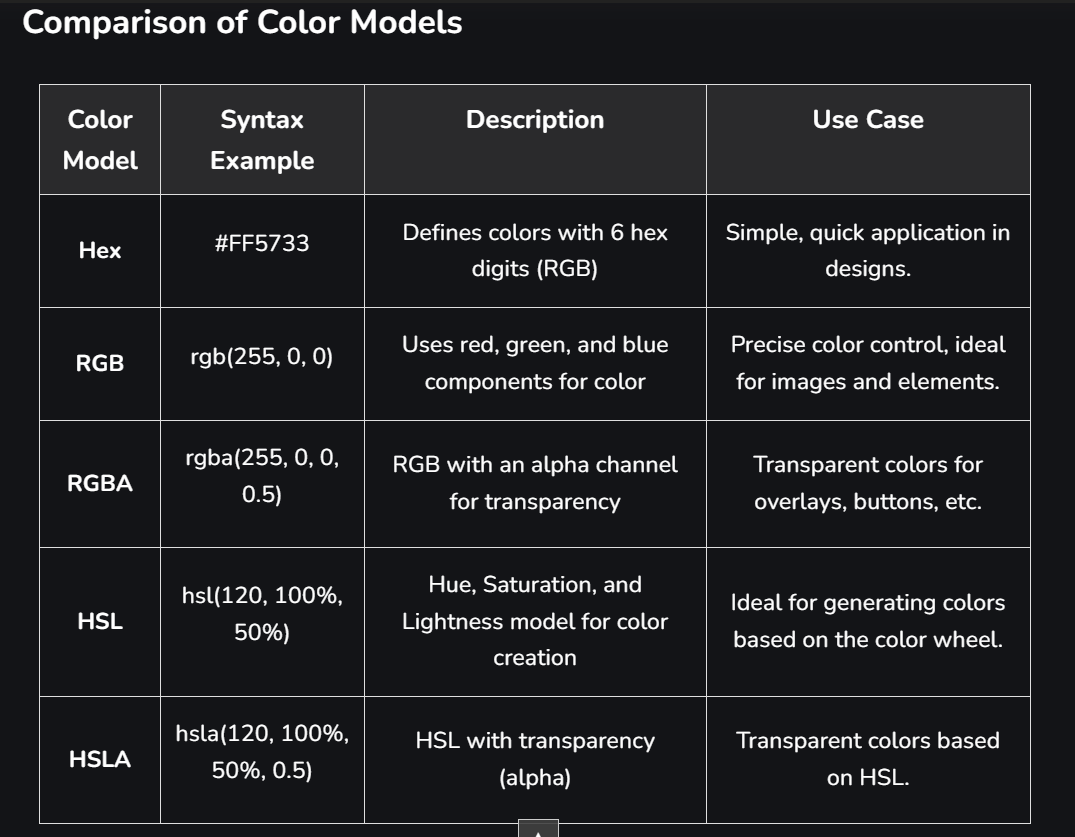 Comparison of Color Models
Color
Model
Syntax
Example
Description
Use Case
Hex
#FF5733
Defines colors with 6 hex
digits (RGB)
Simple, quick application in
designs.
RGB
rgb(255, 0, 0)
Uses red, green, and blue
components for color
Precise color control, ideal
for images and elements.
RGBA
rgba(255, 0, 0,
0.5)
RGB with an alpha channel
for transparency
Transparent colors for
overlays, buttons, etc.
HSL
hsl(120, 100%,
50%)
Hue, Saturation, and
Lightness model for color
creation
Ideal for generating colors
based on the color wheel.
HSLA
hsla(120, 100%,
50%, 0.5)
HSL with transparency
(alpha)
Transparent colors based
on HSL.